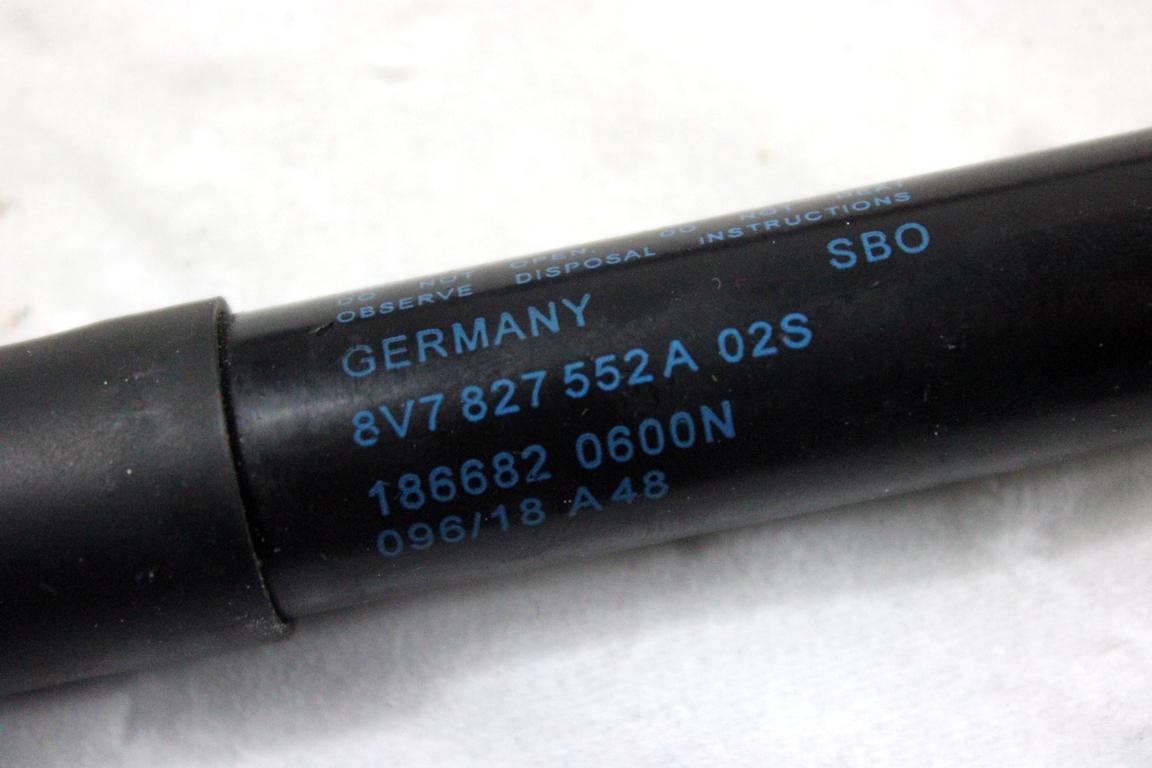 DO NOT OPEN. DO NOT HEAT
OBSERVE DISPOSAL INSTRUCTIONS
GERMANY SBO
8V7 827 552 A 02S
186682 0600N
096/18 A 48